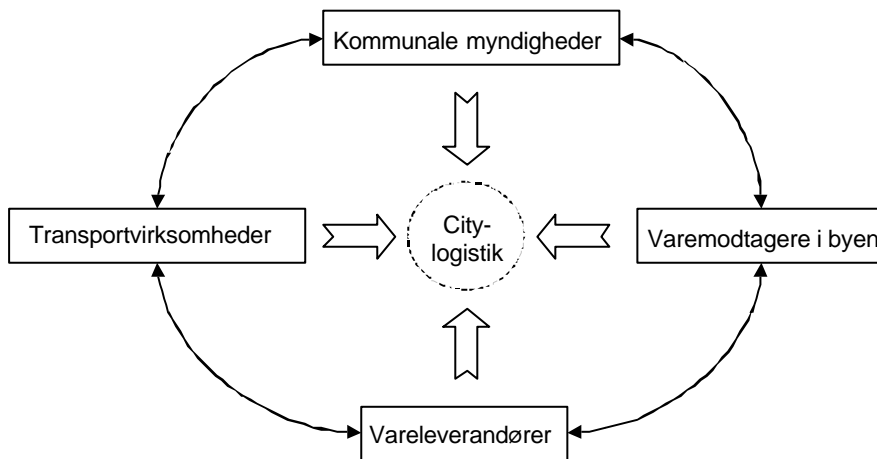 Kommunale myndigheder
Transportvirksomheder
City-
logistik
Varemodtagere i byen
Vareleverandører